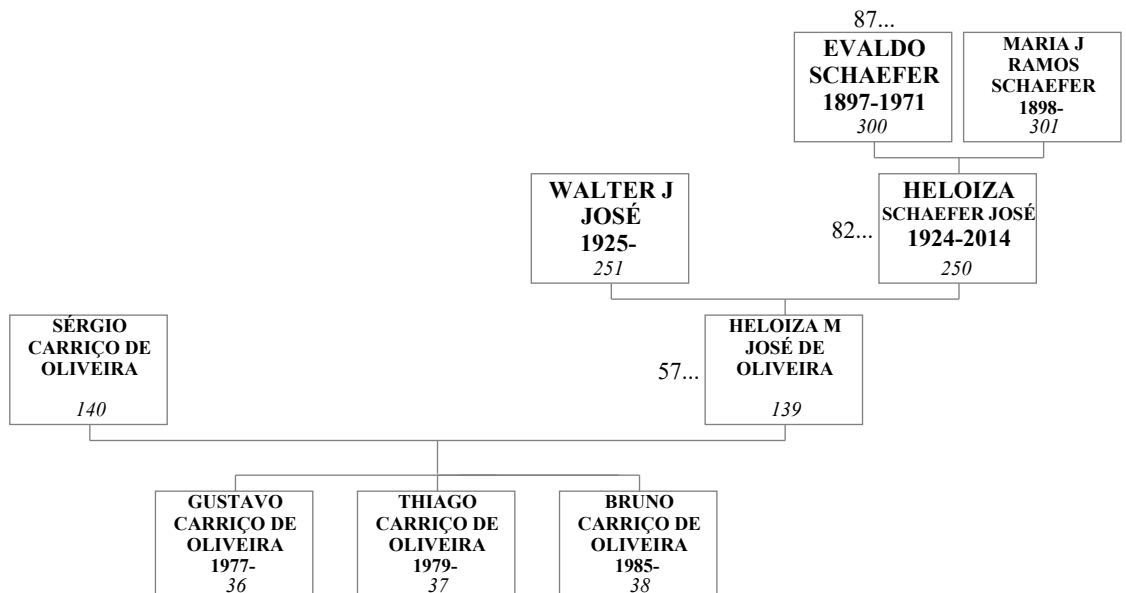 87...
EVALDO
SCHAEFER
1897-1971
300
MARIA J
RAMOS
SCHAEFER
1898-
301
WALTER J
JOSÉ
1925-
251
82...
HELOIZA
SCHAEFER JOSÉ
1924-2014
250
SÉRGIO
CARRIÇO DE
OLIVEIRA
140
57...
HELOIZA M
JOSÉ DE
OLIVEIRA
139
GUSTAVO
CARRIÇO DE
OLIVEIRA
1977-
36
THIAGO
CARRIÇO DE
OLIVEIRA
1979-
37
BRUNO
CARRIÇO DE
OLIVEIRA
1985-
38